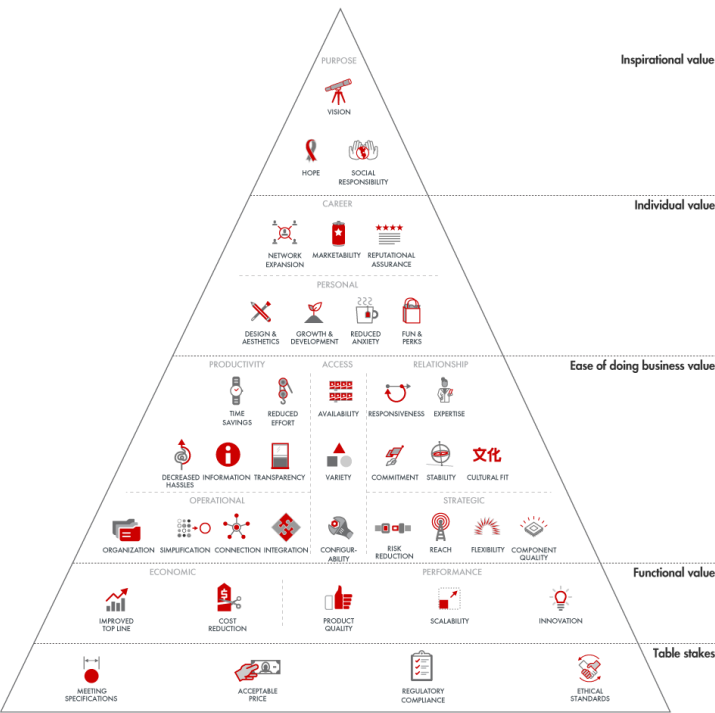 PURPOSE
Inspirational value
VISION
HOPE
SOCIAL
RESPONSIBILITY
CAREER
Individual value
NETWORK
EXPANSION
MARKETABILITY
REPUTATIONAL
ASSURANCE
PERSONAL
DESIGN &
AESTHETICS
GROWTH &
DEVELOPMENT
REDUCED
ANXIETY
FUN &
PERKS
Ease of doing business value
PRODUCTIVITY
ACCESS
RELATIONSHIP
TIME
SAVINGS
REDUCED
EFFORT
AVAILABILITY
RESPONSIVENESS
EXPERTISE
DECREASED
HASSLES
INFORMATION
TRANSPARENCY
VARIETY
COMMITMENT
STABILITY
文化
CULTURAL FIT
OPERATIONAL
STRATEGIC
ORGANIZATION
SIMPLIFICATION
CONNECTION
INTEGRATION
CONFIGUR-
ABILITY
RISK
REDUCTION
REACH
FLEXIBILITY
COMPONENT
QUALITY
Functional value
ECONOMIC
PERFORMANCE
IMPROVED
TOP LINE
$
COST
REDUCTION
PRODUCT
QUALITY
SCALABILITY
INNOVATION
Table stakes
MEETING
SPECIFICATIONS
ACCEPTABLE
PRICE
REGULATORY
COMPLIANCE
ETHICAL
STANDARDS